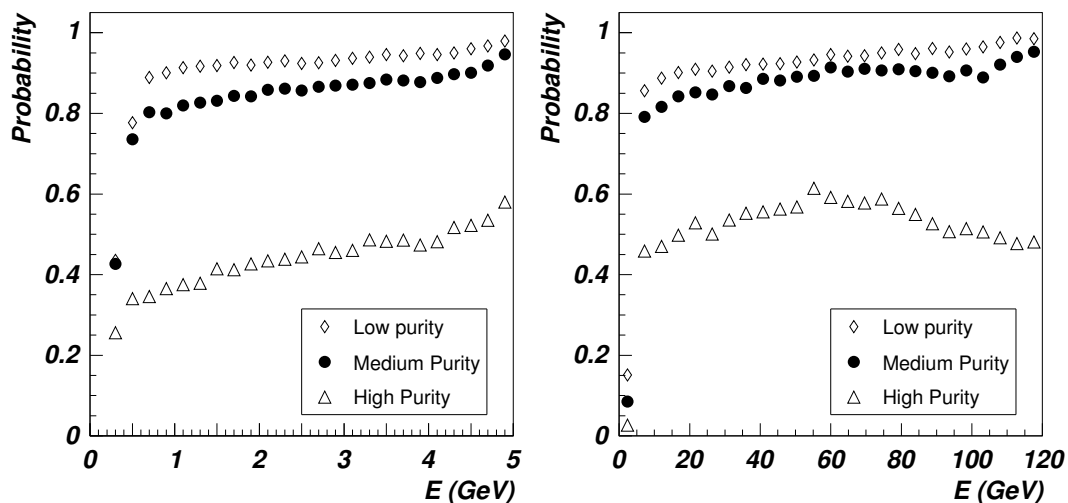 Probability
1
0.8
0.6
0.4
0.2
0
0 1 2 3 4 5
E (GeV)
Low purity
Medium Purity
High Purity
Probability
1
0.8
0.6
0.4
0.2
0
0 20 40 60 80 100 120
E (GeV)
Low purity
Medium Purity
High Purity